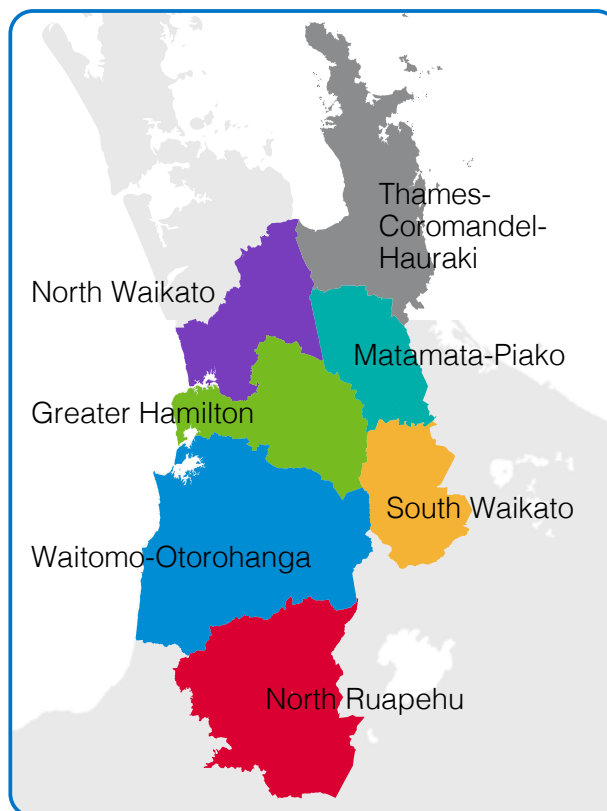 Thames-
Coromandel-
Hauraki
North Waikato
Matamata-Piako
Greater Hamilton
South Waikato
Waitomo-Otorohanga
North Ruapehu